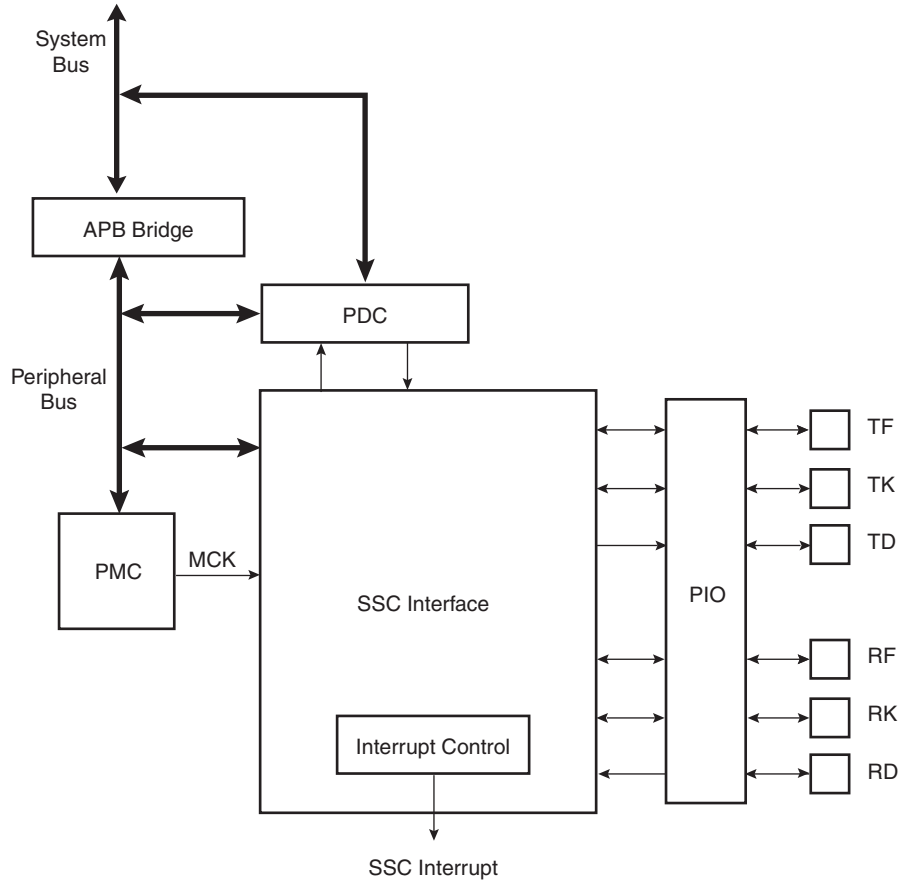 System
Bus
APB Bridge
PDC
Peripheral
Bus
TF
TK
PMC
MCK
TD
SSC Interface
PIO
RF
RK
Interrupt Control
RD
SSC Interrupt